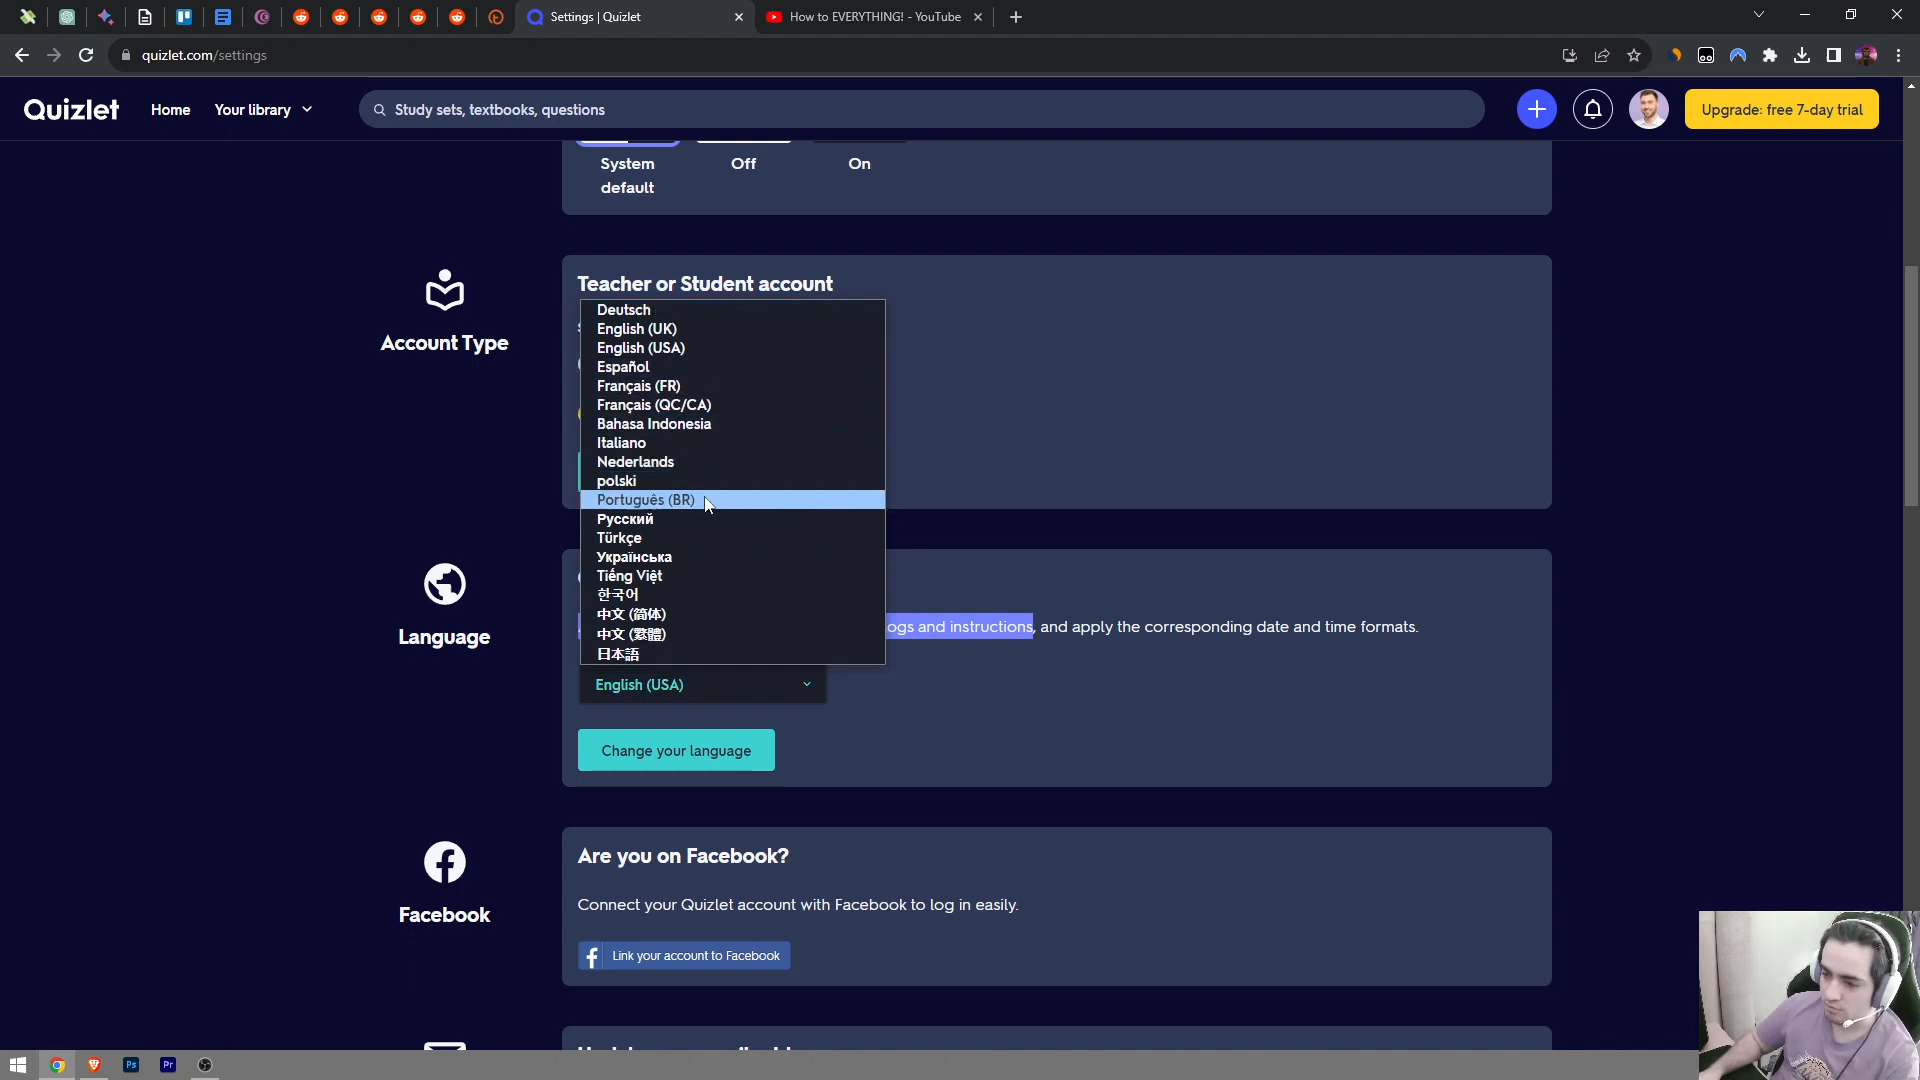 Settings | Quizlet
How to EVERYTHING! - YouTube
quizlet.com/settings
Quizlet
Home
Your library
Study sets, textbooks, questions
Upgrade: free 7-day trial
System default
Off
On
Account Type
Teacher or Student account
Deutsch
English (UK)
English (USA)
Español
Français (FR)
Français (QC/CA)
Bahasa Indonesia
Italiano
Nederlands
polski
Português (BR)
Русский
Türkçe
Українська
Tiếng Việt
한국어
中文 (简体)
中文 (繁體)
日本語
Language
ogs and instructions, and apply the corresponding date and time formats.
English (USA)
Change your language
Facebook
Are you on Facebook?
Connect your Quizlet account with Facebook to log in easily.
Link your account to Facebook
Ps
Pr